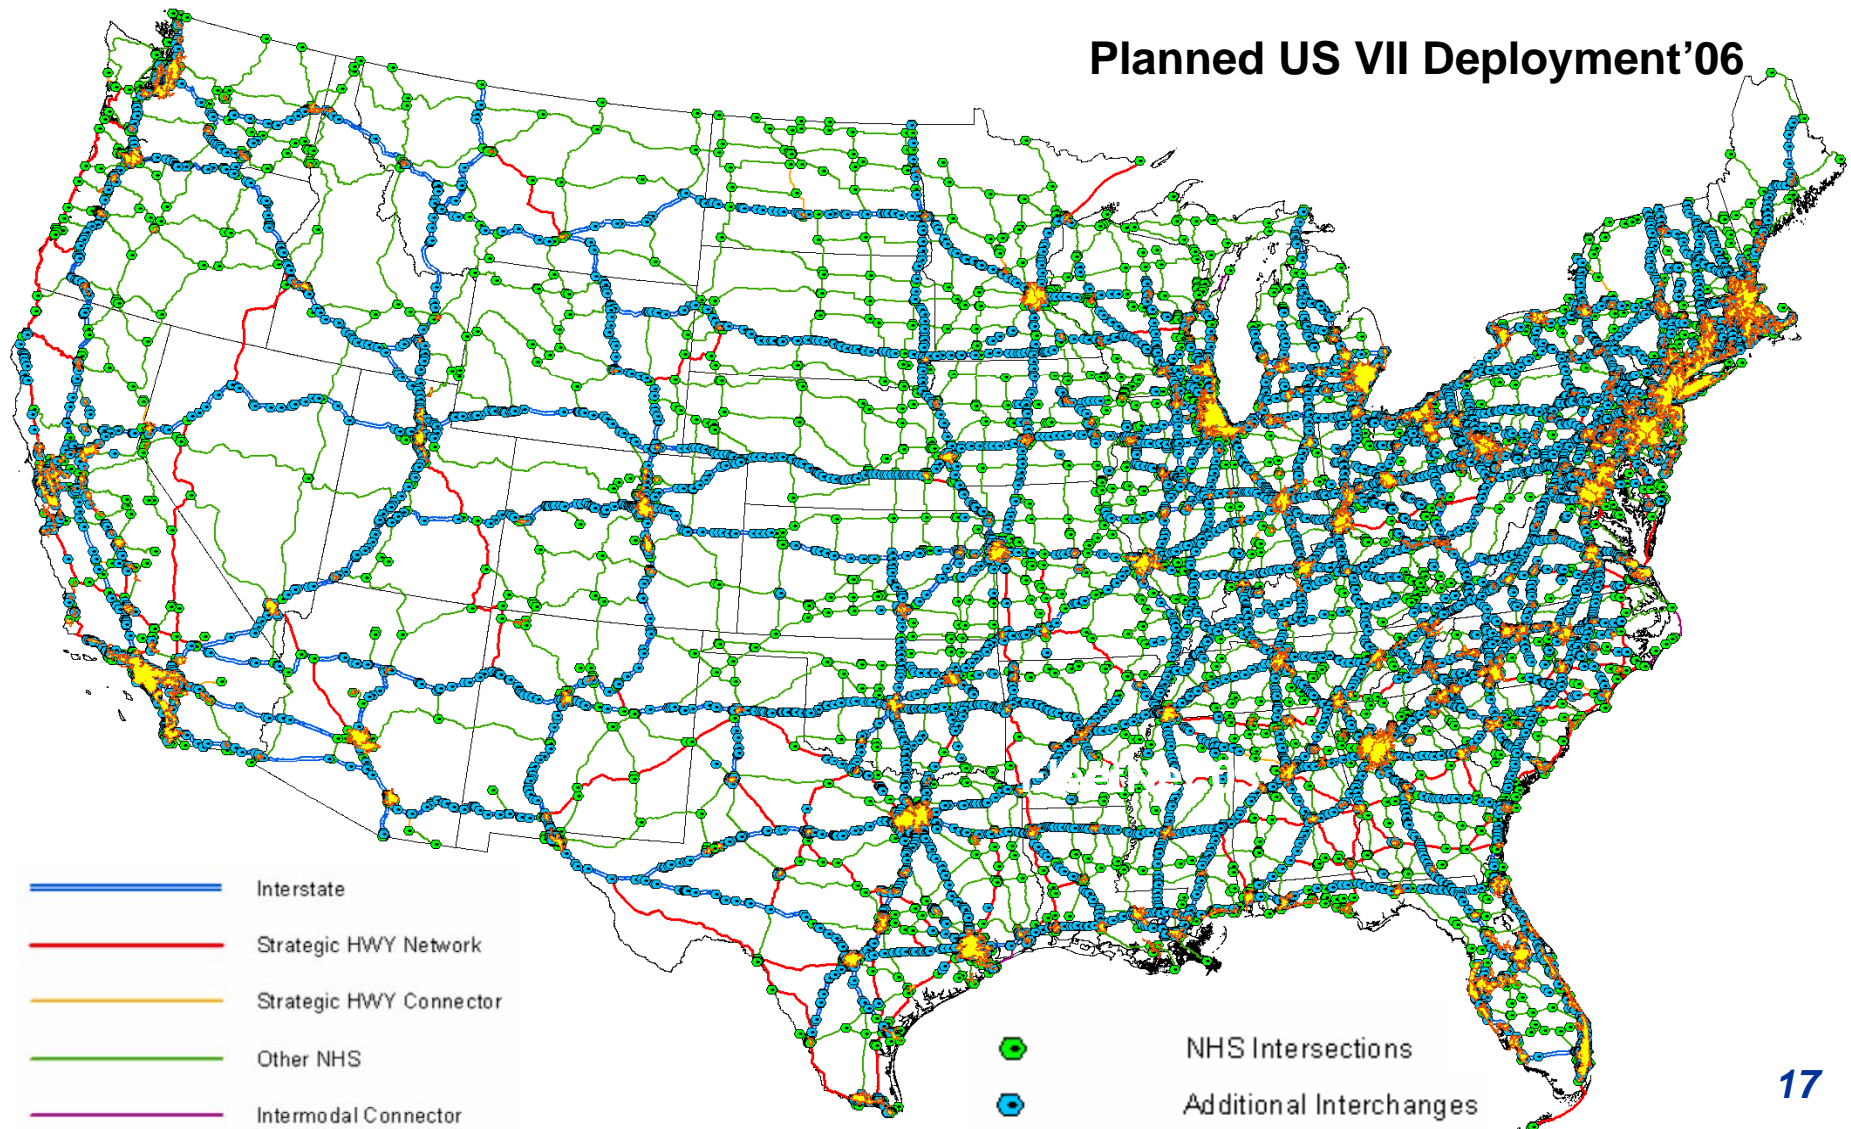 Planned US VII Deployment’06
Interstate
Strategic HWY Network
Strategic HWY Connector
Other NHS
Intermodal Connector
NHS Intersections
Additional Interchanges
17